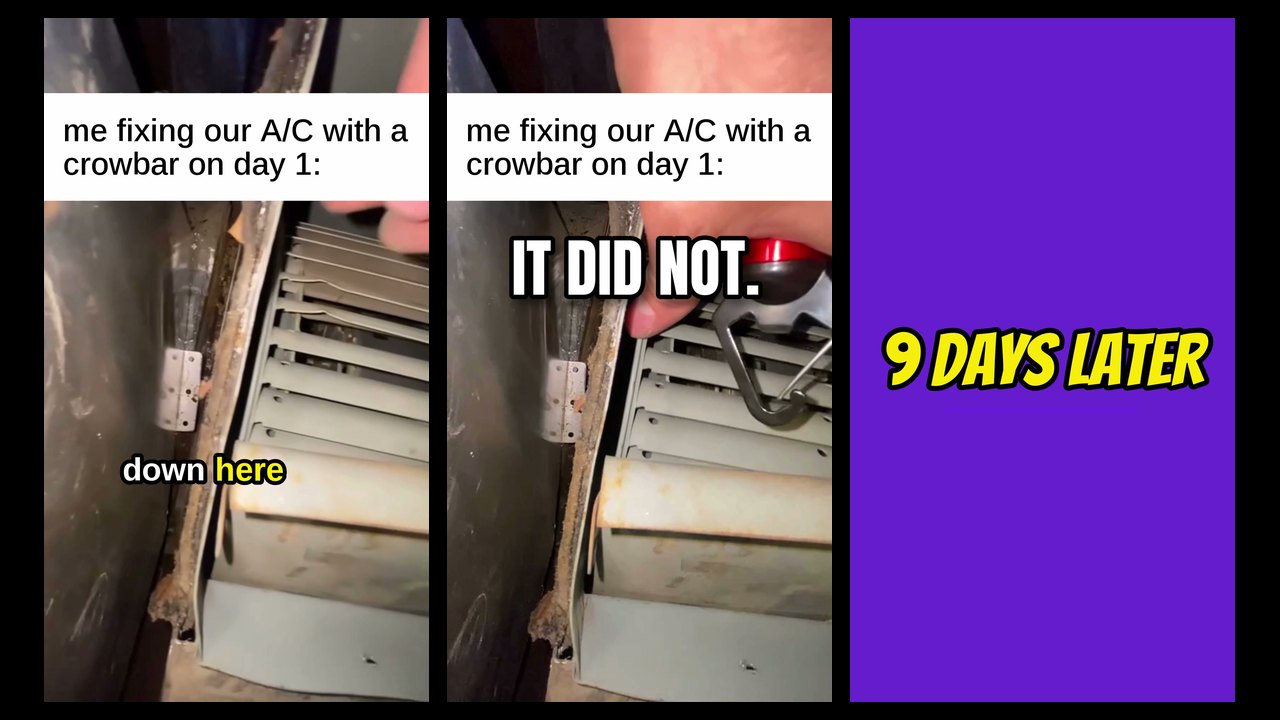 me fixing our A/C with a
crowbar on day 1:
down here
me fixing our A/C with a
crowbar on day 1:
IT DID NOT.
9 DAYS LATER